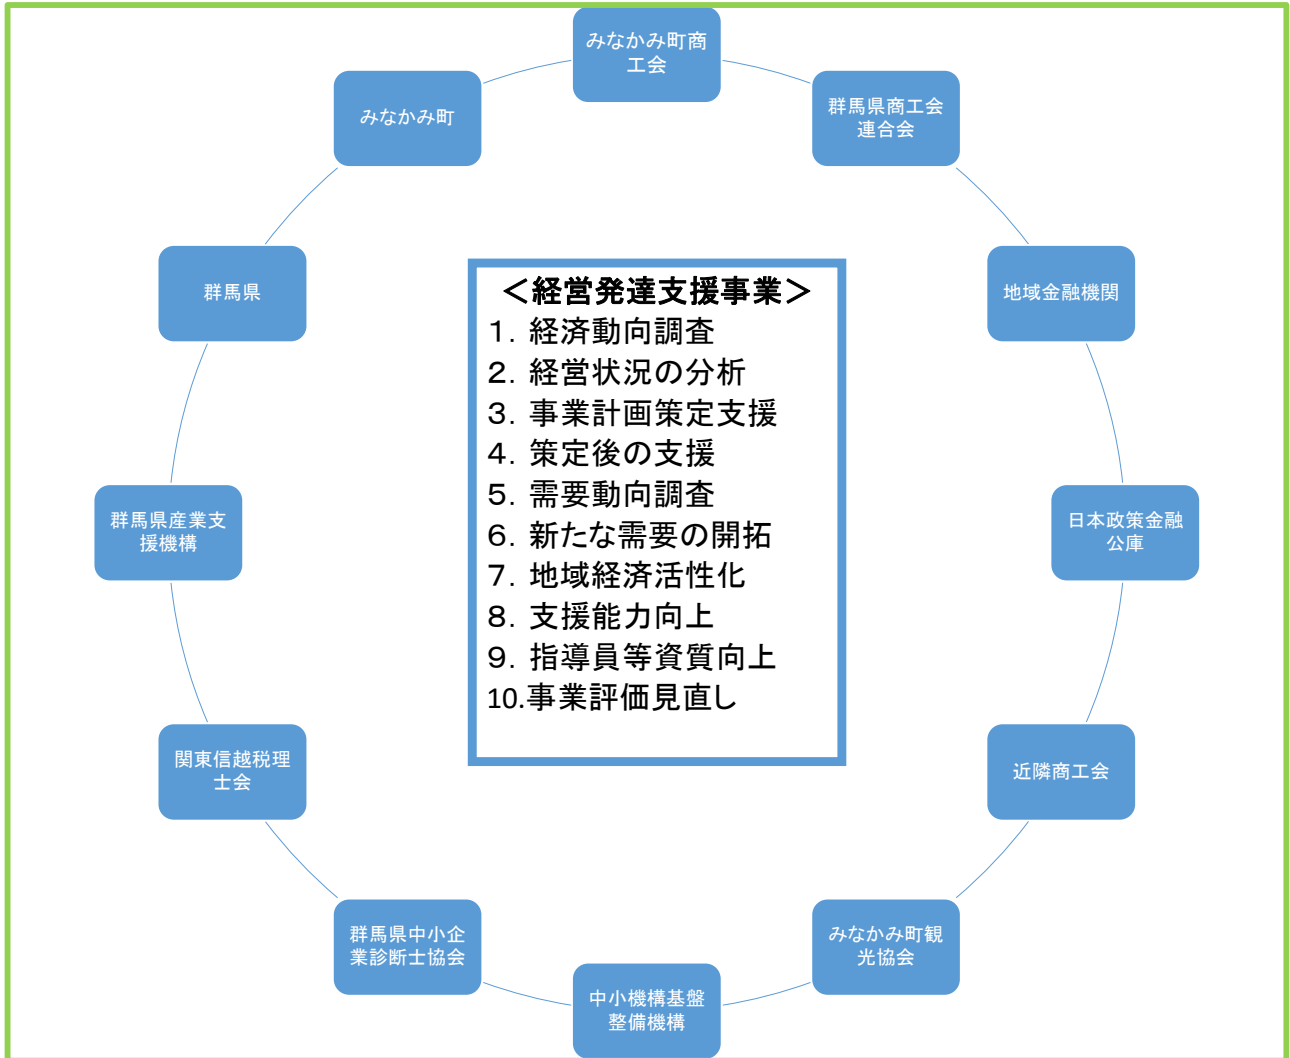 みなかみ町商
工会
群馬県商工会
連合会
地域金融機関
日本政策金融
公庫
近隣商工会
みなかみ町観
光協会
中小機構基盤
整備機構
群馬県中小企
業診断士協会
関東信越税理
士会
群馬県産業支
援機構
群馬県
みなかみ町
＜経営発達支援事業＞
１．経済動向調査
２．経営状況の分析
３．事業計画策定支援
４．策定後の支援
５．需要動向調査
６．新たな需要の開拓
７．地域経済活性化
８．支援能力向上
９．指導員等資質向上
10.事業評価見直し